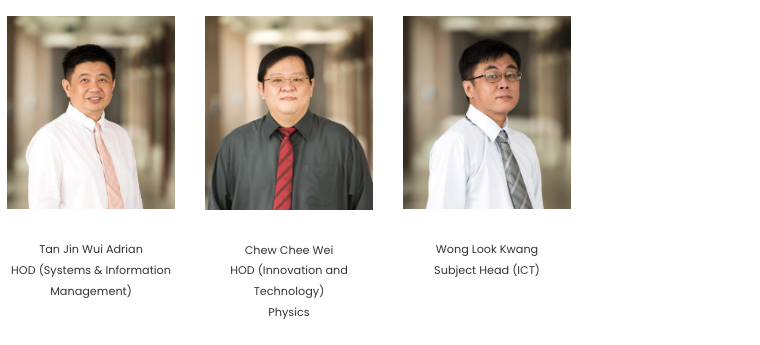 Tan Jin Wui Adrian
HOD (Systems & Information
Management)
Chew Chee Wei
HOD (Innovation and
Technology)
Physics
Wong Look Kwang
Subject Head (ICT)